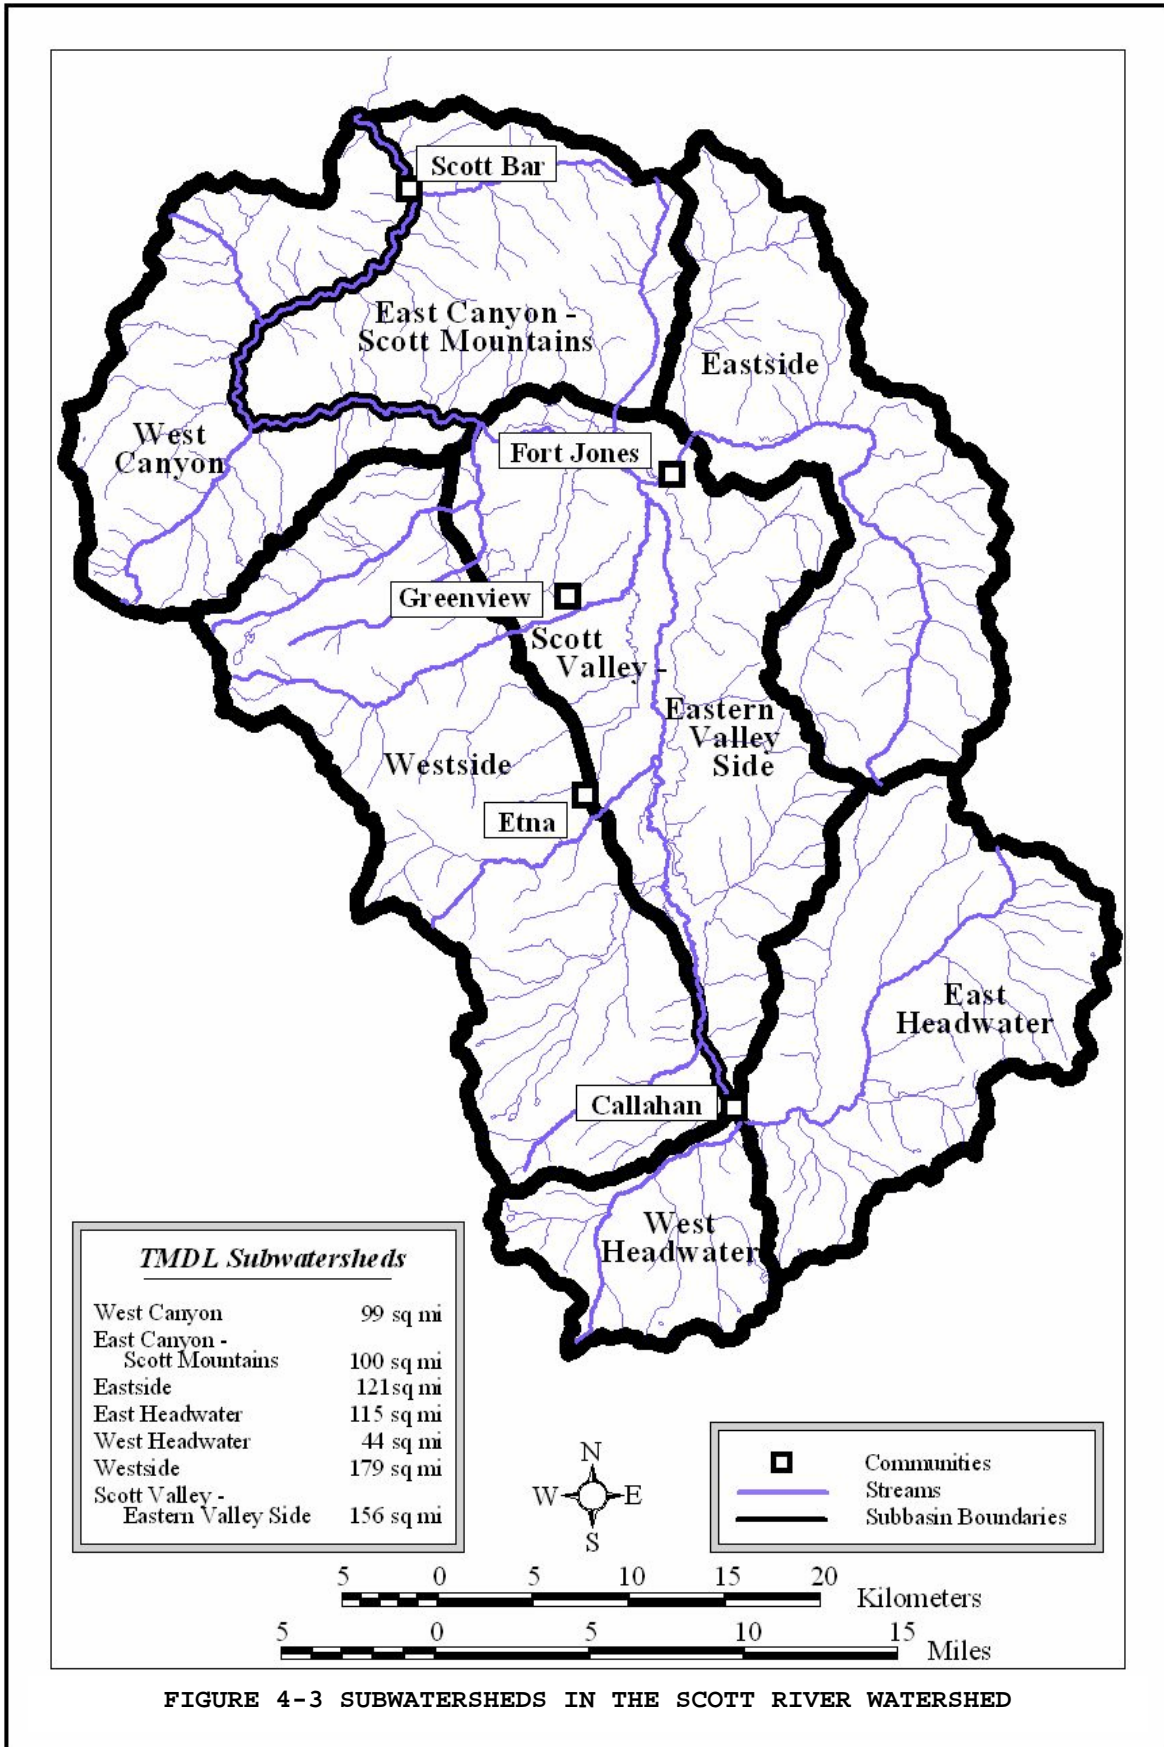 Scott Bar
East Canyon -
Scott Mountains
Eastside
West
Canyon
Fort Jones
Greenview
Scott
Valley -
Eastern
Valley
Side
Westside
Etna
East
Headwater
Callahan
West
Headwater
TMDL Subwatersheds
West Canyon 99 sq mi
East Canyon -
Scott Mountains 100 sq mi
Eastside 121sq mi
East Headwater 115 sq mi
West Headwater 44 sq mi
Westside 179 sq mi
Scott Valley -
Eastern Valley Side 156 sq mi
N
W E
S
Communities
Streams
Subbasin Boundaries
5 0 5 10 15 20
Kilometers
5 0 5 10 15
Miles
FIGURE 4-3 SUBWATERSHEDS IN THE SCOTT RIVER WATERSHED